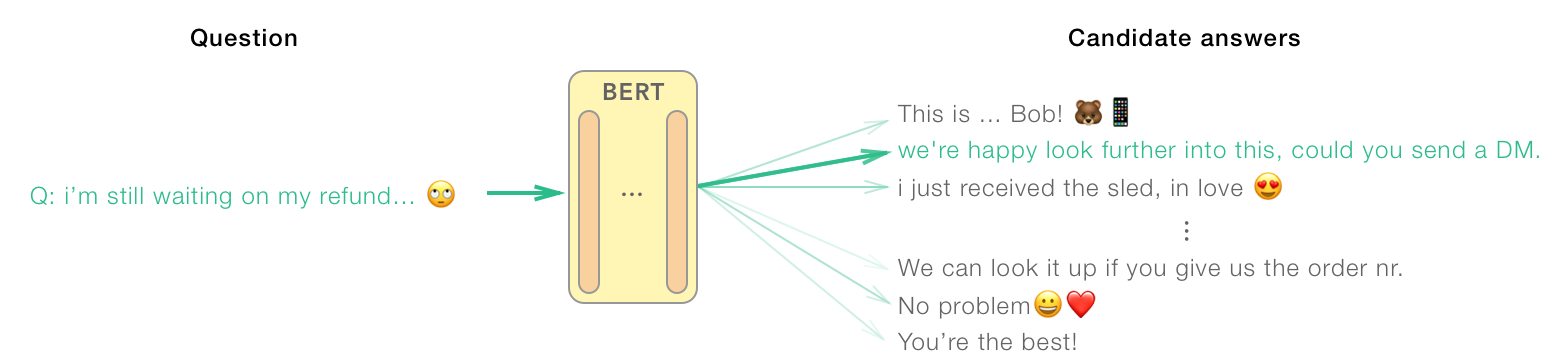 Question
Candidate answers
BERT
...
Q: i’m still waiting on my refund... 🙄
This is ... Bob! 🐻📱
we're happy look further into this, could you send a DM.
i just received the sled, in love 😍
⋮
We can look it up if you give us the order nr.
No problem😀❤️
You’re the best!